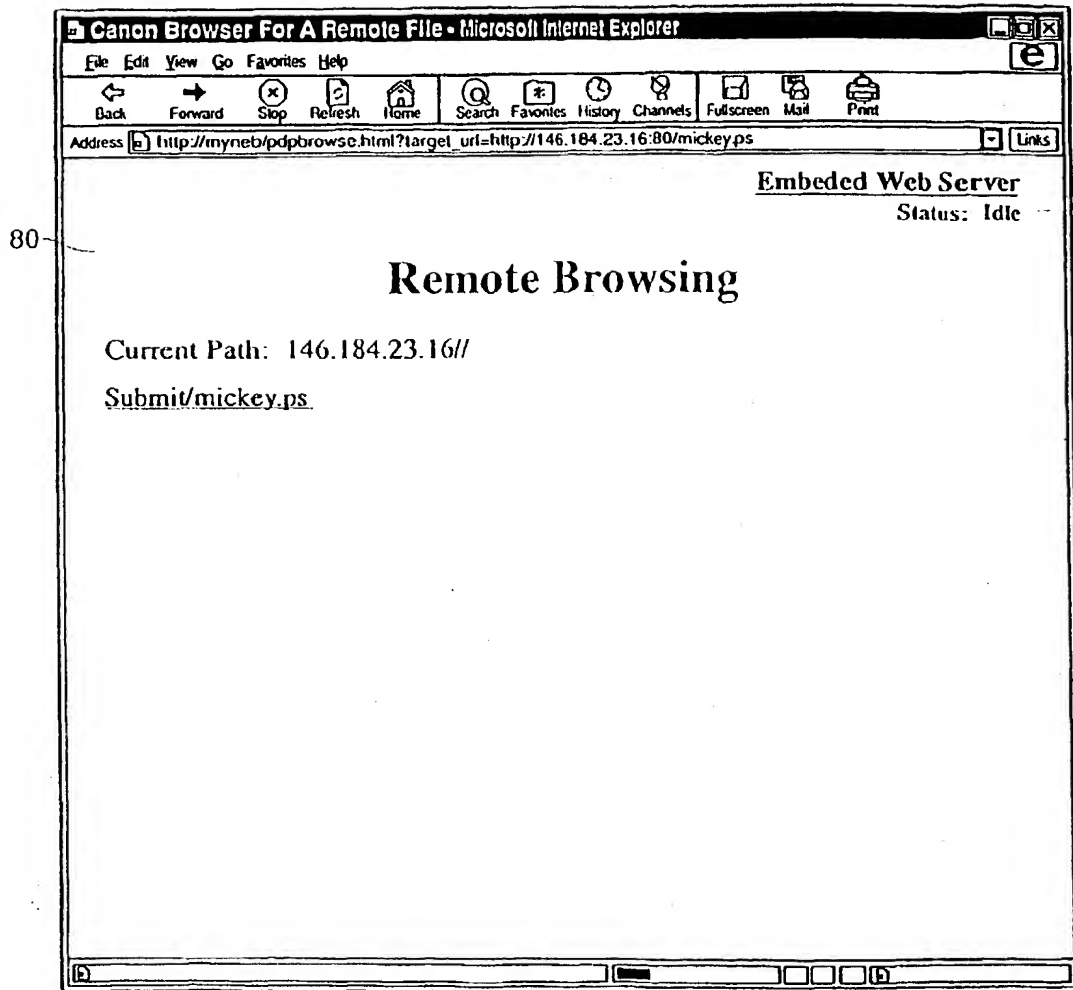 Canon Browser For A Remote File - Microsoft Internet Explorer
File Edit View Go Favorites Help
Back Forward Stop Refresh Home Search Favorites History Channels Fullscreen Mail Print
Address http://myneb/pdpbrowse.html?target_url=http://146.184.23.16:80/mickey.ps Links
Embeded Web Server
Status: Idle
80
Remote Browsing
Current Path: 146.184.23.16//
Submit/mickey.ps